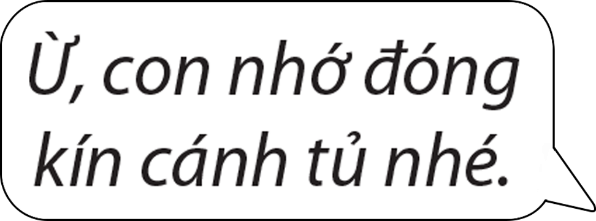 Ừ, con nhớ đóng
kín cánh tủ nhé.